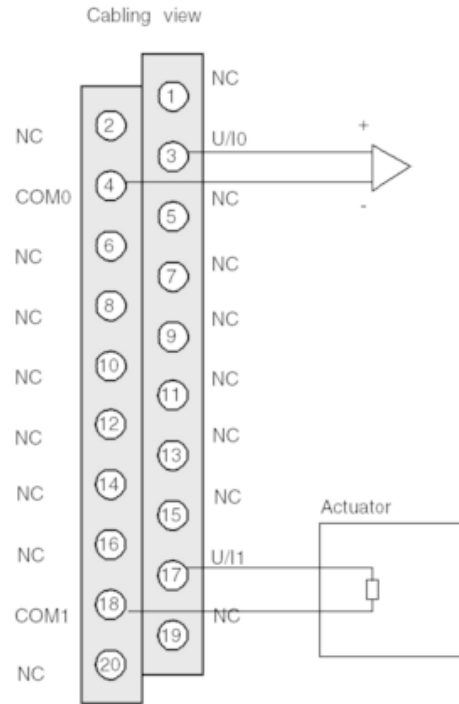 Cabling view
1 NC
NC 2
3 U/I0 +
COM0 4
5 NC -
NC 6
7 NC
NC 8
9 NC
NC 10
11 NC
NC 12
13 NC
NC 14
15 NC
Actuator
NC 16
17 U/I1
COM1 18
19 NC
NC 20